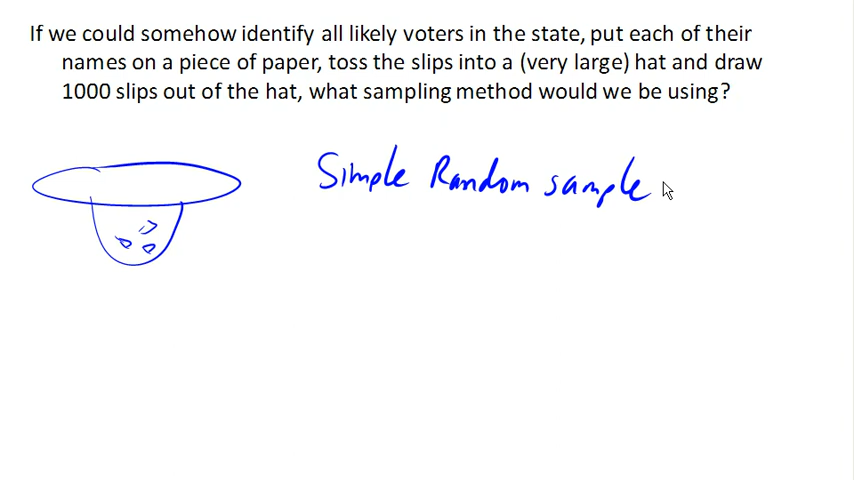 If we could somehow identify all likely voters in the state, put each of their
names on a piece of paper, toss the slips into a (very large) hat and draw
1000 slips out of the hat, what sampling method would we be using?
Simple Random sample